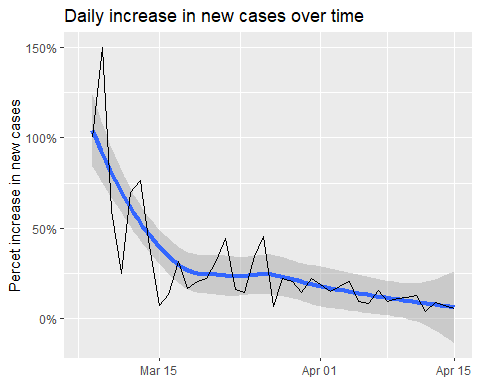 Daily increase in new cases over time
Percet increase in new cases
150%
100%
50%
0%
Mar 15
Apr 01
Apr 15